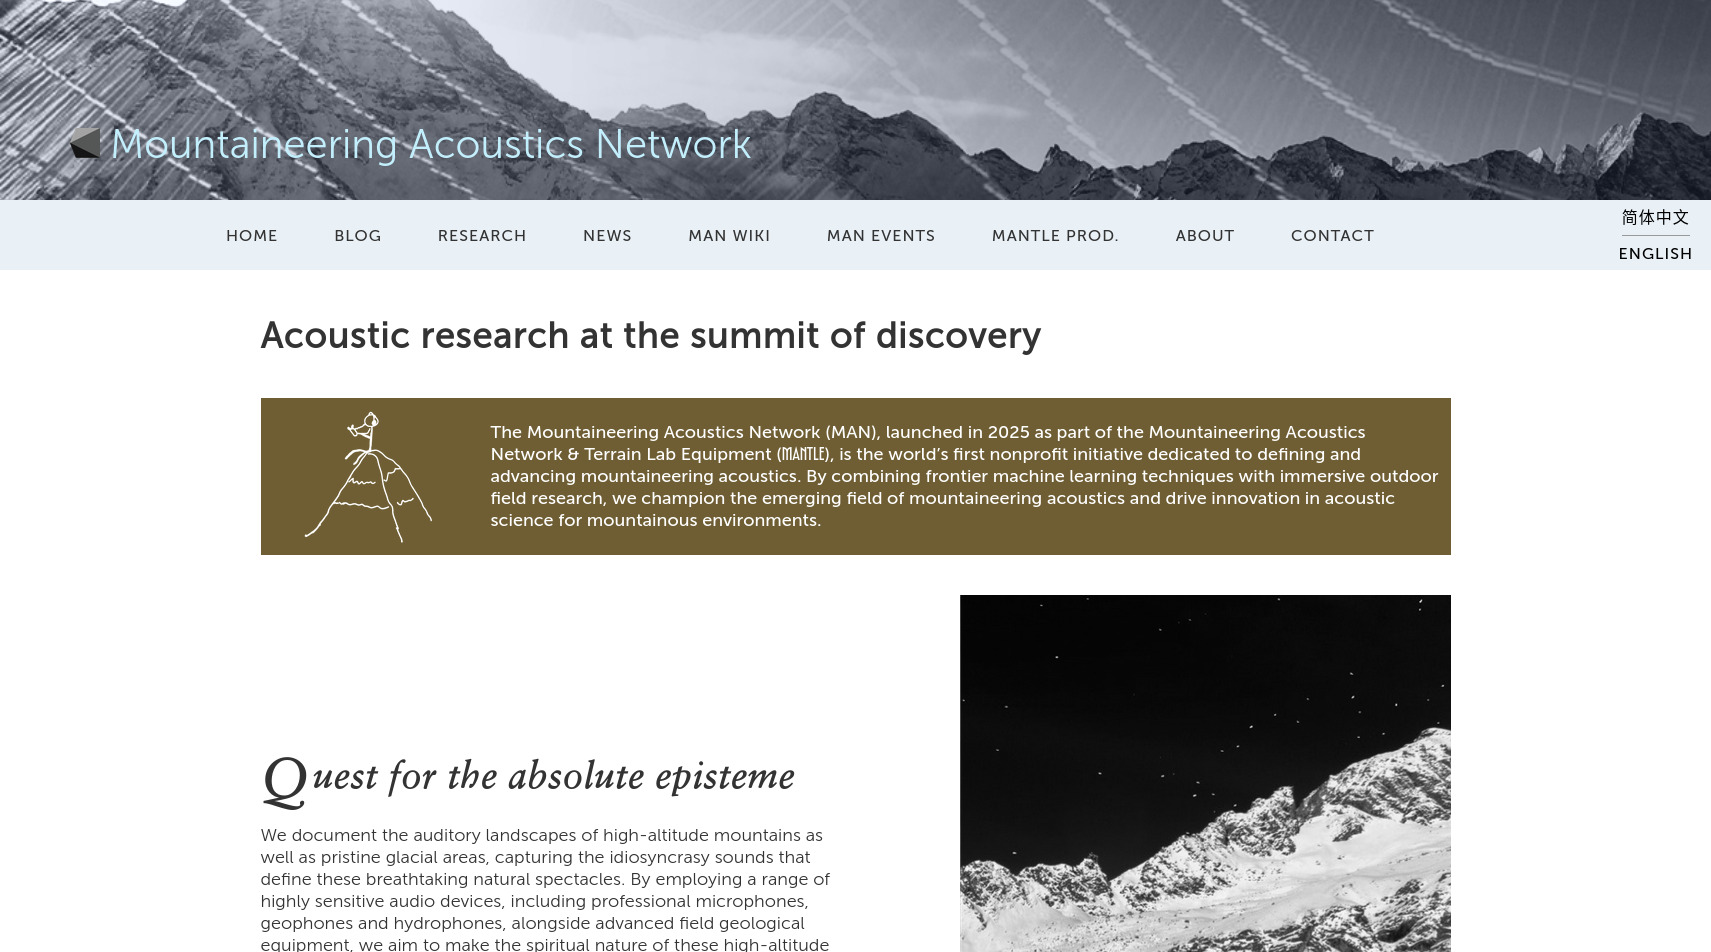 Mountaineering Acoustics Network
HOME BLOG RESEARCH NEWS MAN WIKI MAN EVENTS MANTLE PROD. ABOUT CONTACT
简体中文
ENGLISH
Acoustic research at the summit of discovery
The Mountaineering Acoustics Network (MAN), launched in 2025 as part of the Mountaineering Acoustics
Network & Terrain Lab Equipment (MANTLE), is the world’s first nonprofit initiative dedicated to defining and
advancing mountaineering acoustics. By combining frontier machine learning techniques with immersive outdoor
field research, we champion the emerging field of mountaineering acoustics and drive innovation in acoustic
science for mountainous environments.
Quest for the absolute episteme
We document the auditory landscapes of high-altitude mountains as
well as pristine glacial areas, capturing the idiosyncrasy sounds that
define these breathtaking natural spectacles. By employing a range of
highly sensitive audio devices, including professional microphones,
geophones and hydrophones, alongside advanced field geological
equipment, we aim to make the spiritual nature of these high-altitude